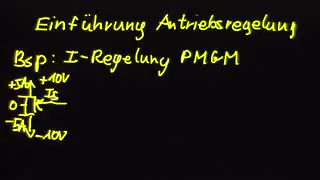 Einführung Antriebsregelung
Bsp: I-Regelung PMGM
+5A +10V
0 Is
-5A -10V